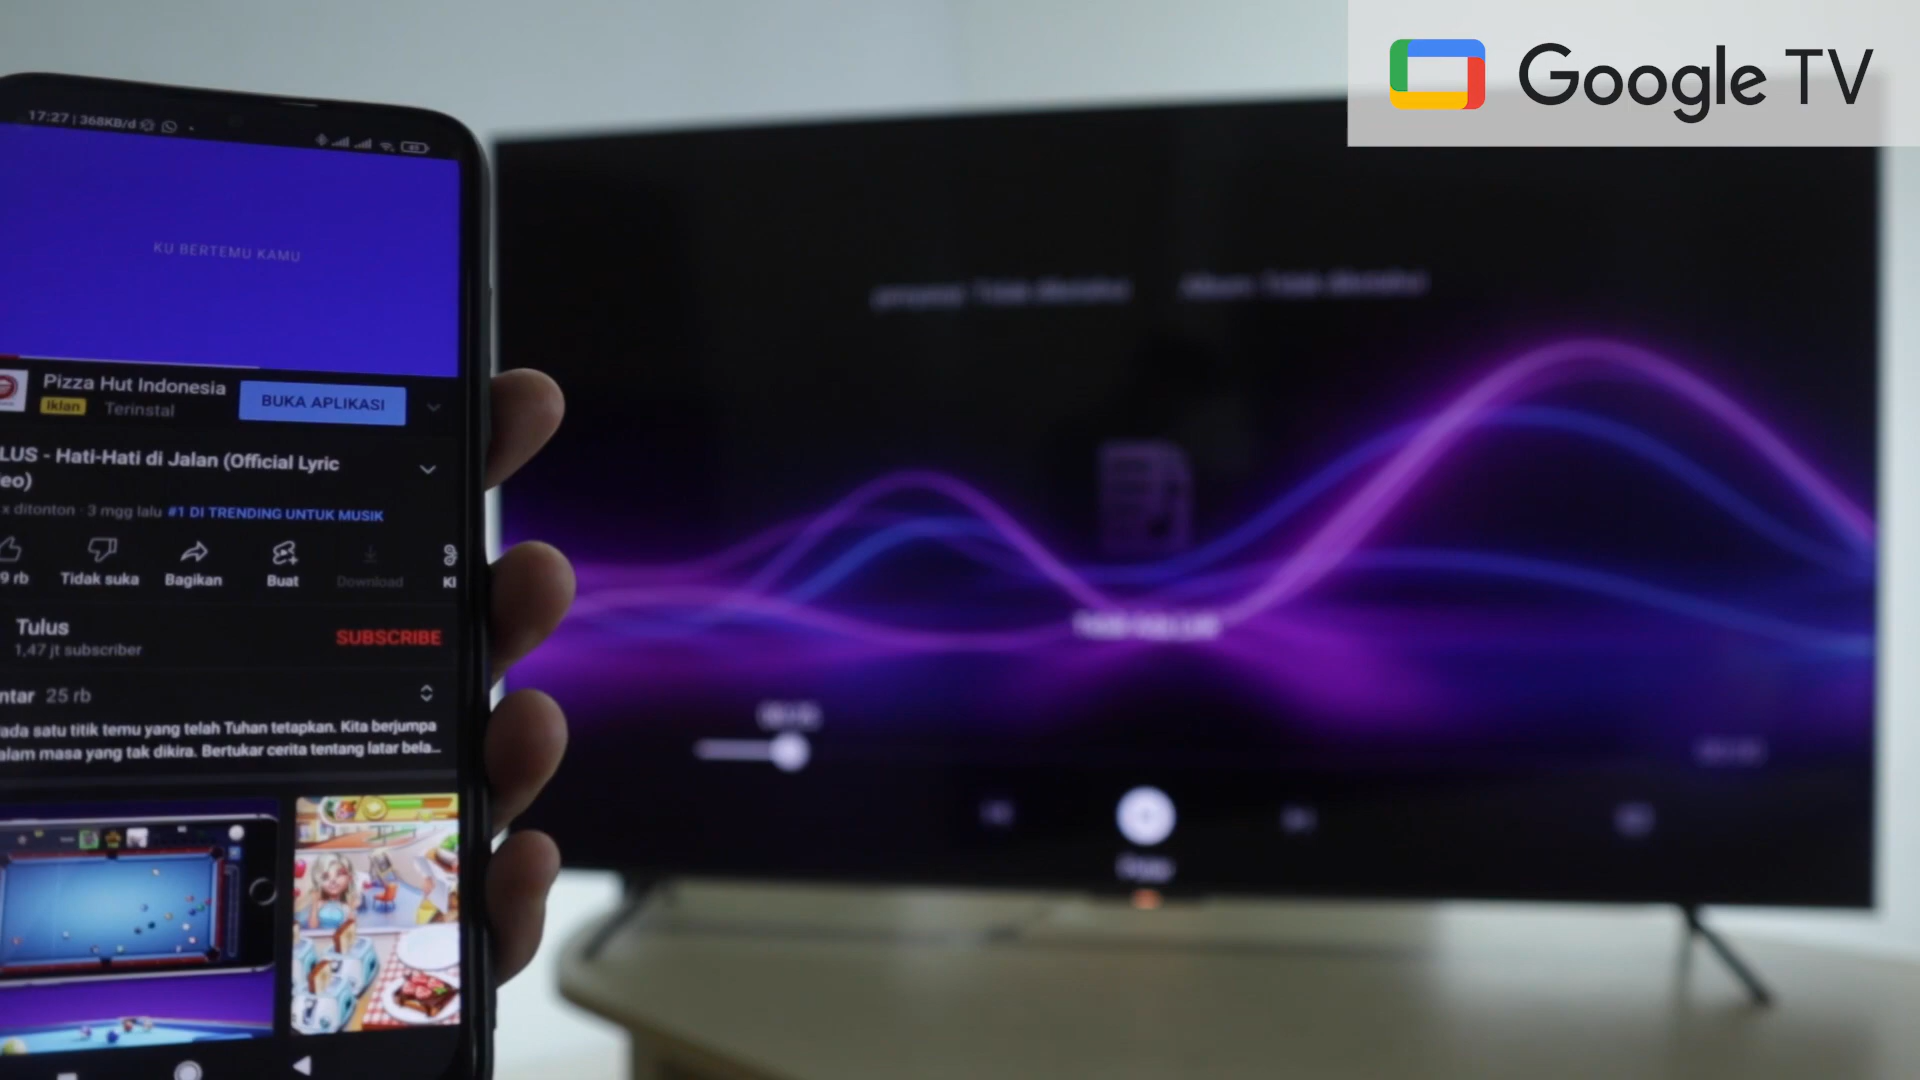 Google TV
17:27 | 368KB/d
KU BERTEMU KAMU
Pizza Hut Indonesia
Iklan Terinstal
BUKA APLIKASI
LUS - Hati-Hati di Jalan (Official Lyric
eo)
x ditonton · 3 mgg lalu #1 DI TRENDING UNTUK MUSIK
9 rb Tidak suka Bagikan Buat Download Kl
Tulus
1,47 jt subscriber
SUBSCRIBE
ntar 25 rb
ada satu titik temu yang telah Tuhan tetapkan. Kita berjumpa
alam masa yang tak dikira. Bertukar cerita tentang latar bela...